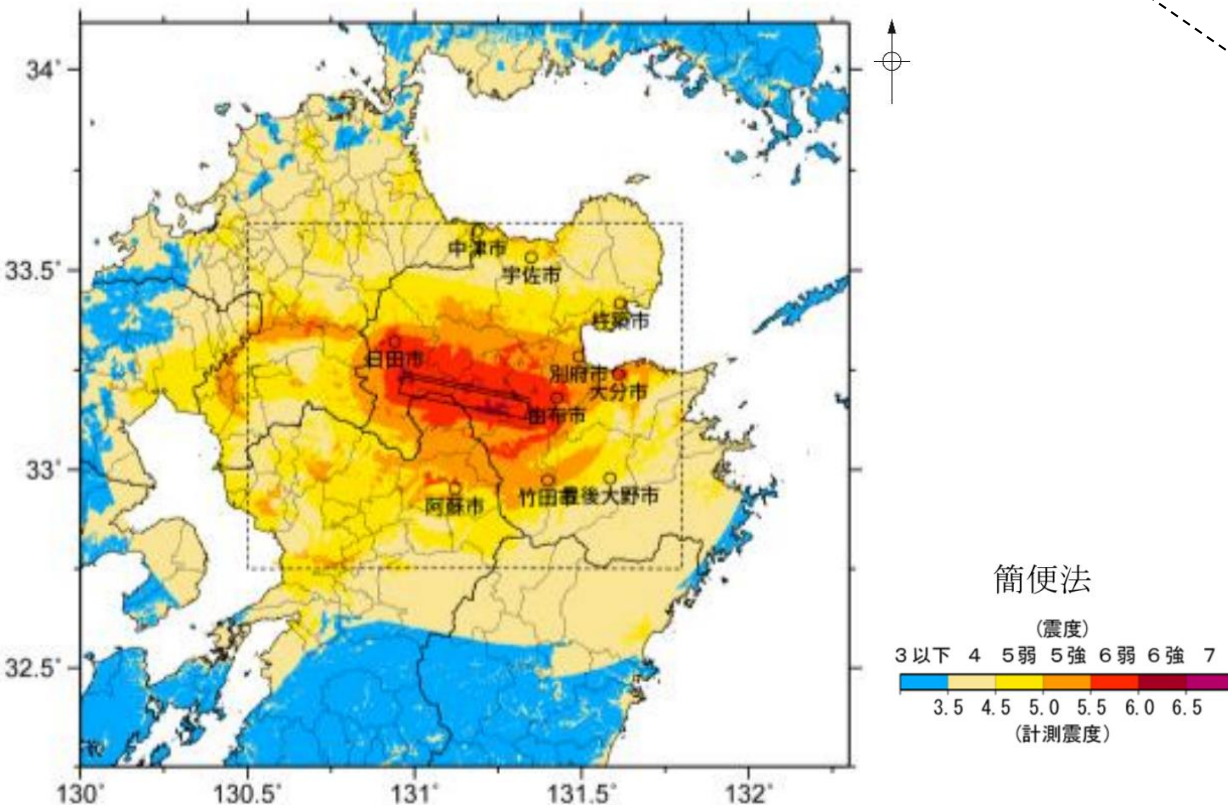 34°
33.5°
33°
32.5°
130°
130.5°
131°
131.5°
132°
中津市
宇佐市
杵築市
日田市
別府市
大分市
由布市
阿蘇市
竹田市
豊後大野市
簡便法
(震度)
3以下 4 5弱 5強 6弱 6強 7
3.5 4.5 5.0 5.5 6.0 6.5
(計測震度)